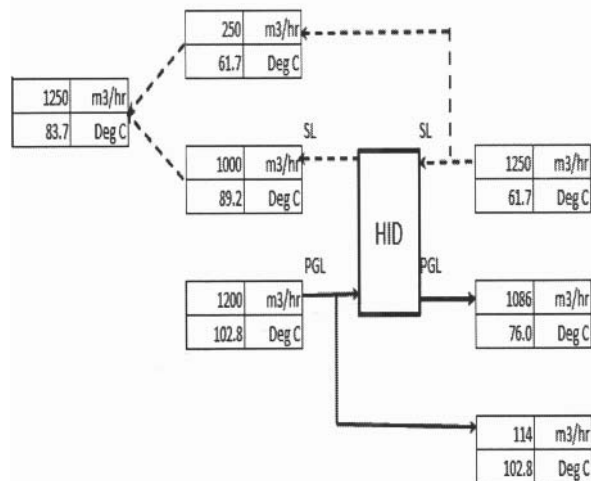 250 m3/hr
61.7 Deg C
1250 m3/hr
83.7 Deg C
SL
SL
1000 m3/hr
89.2 Deg C
1250 m3/hr
61.7 Deg C
HID
PGL
PGL
1200 m3/hr
102.8 Deg C
1086 m3/hr
76.0 Deg C
114 m3/hr
102.8 Deg C